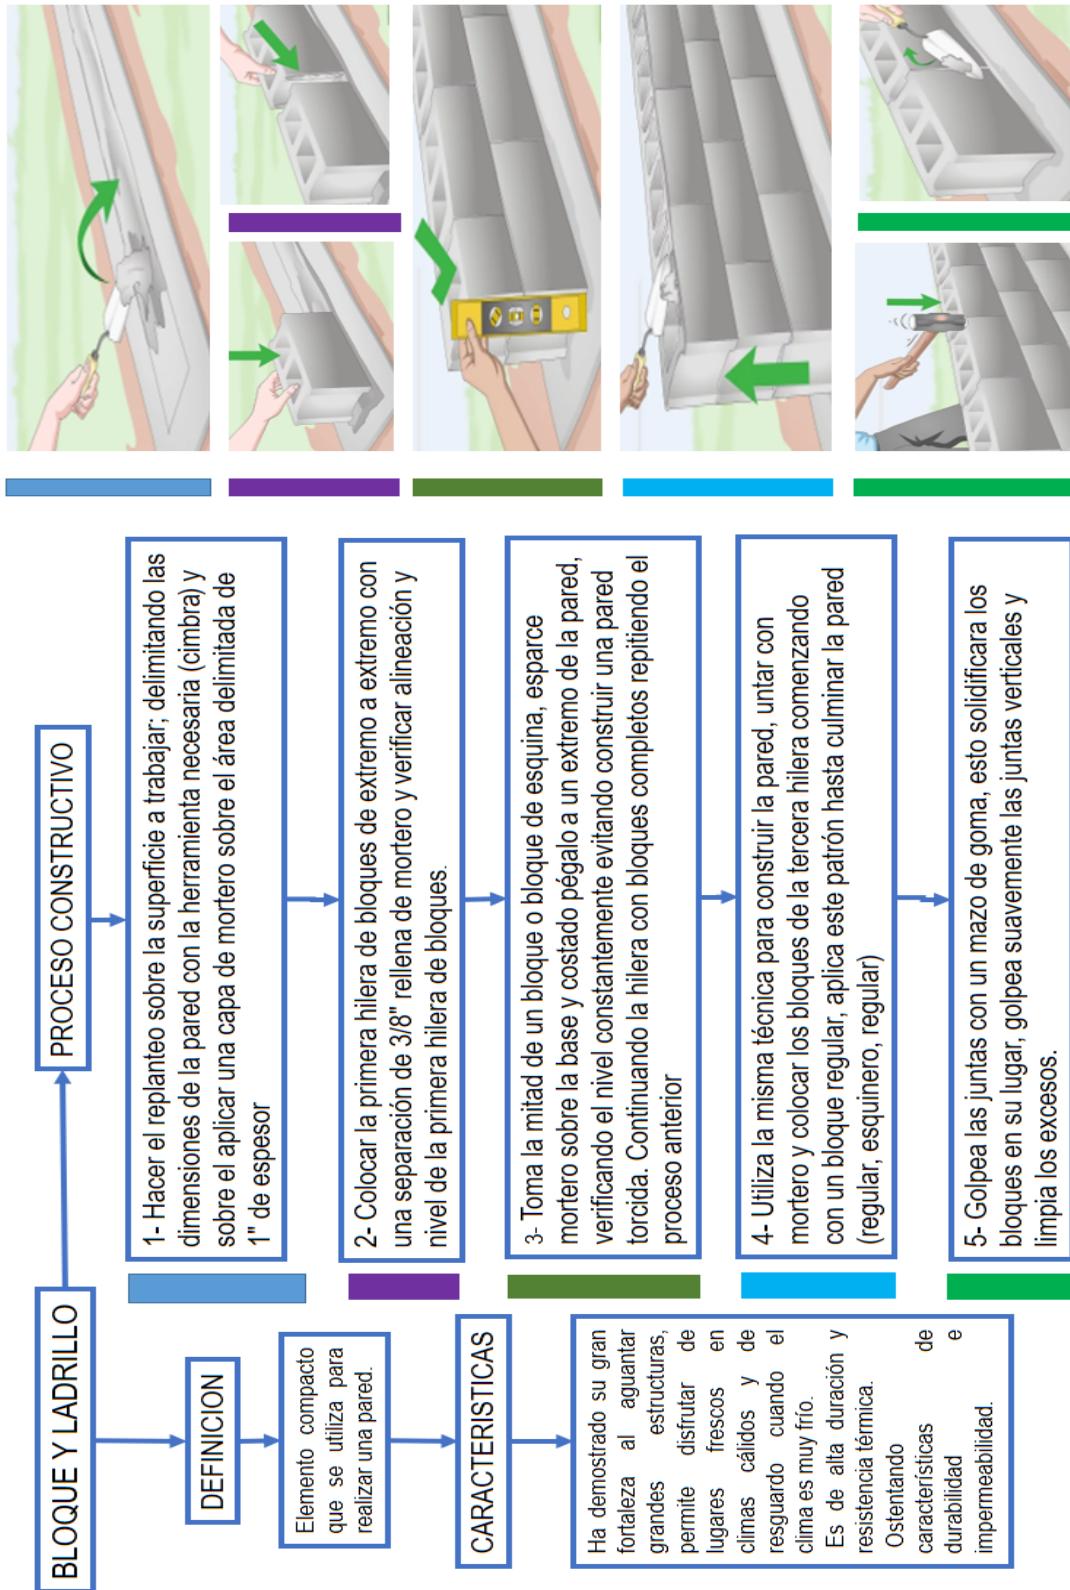 BLOQUE Y LADRILLO
DEFINICION
Elemento compacto
que se utiliza para
realizar una pared.
CARACTERISTICAS
Ha demostrado su gran
fortaleza al aguantar
grandes estructuras,
permite disfrutar de
lugares frescos en
climas cálidos y de
resguardo cuando el
clima es muy frío.
Es de alta duración y
resistencia térmica.
Ostentando
características de
durabilidad e
impermeabilidad.
PROCESO CONSTRUCTIVO
1- Hacer el replanteo sobre la superficie a trabajar; delimitando las
dimensiones de la pared con la herramienta necesaria (cimbra) y
sobre el aplicar una capa de mortero sobre el área delimitada de
1" de espesor
2- Colocar la primera hilera de bloques de extremo a extremo con
una separación de 3/8" rellena de mortero y verificar alineación y
nivel de la primera hilera de bloques.
3- Toma la mitad de un bloque o bloque de esquina, esparce
mortero sobre la base y costado pégalo a un extremo de la pared,
verificando el nivel constantemente evitando construir una pared
torcida. Continuando la hilera con bloques completos repitiendo el
proceso anterior
4- Utiliza la misma técnica para construir la pared, untar con
mortero y colocar los bloques de la tercera hilera comenzando
con un bloque regular, aplica este patrón hasta culminar la pared
(regular, esquinero, regular)
5- Golpea las juntas con un mazo de goma, esto solidificara los
bloques en su lugar, golpea suavemente las juntas verticales y
limpia los excesos.